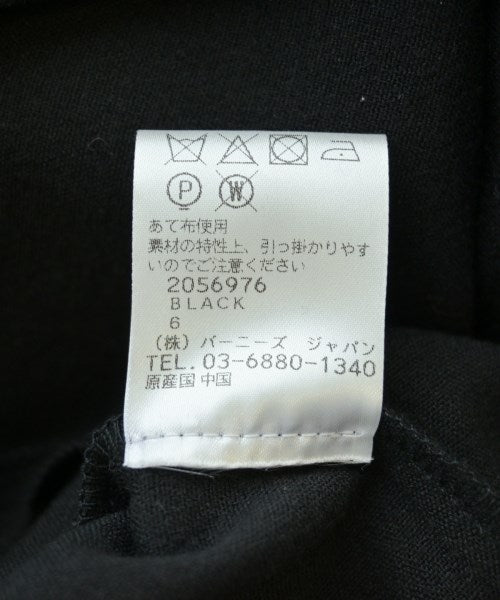 P W
あて布使用
素材の特性上、引っ掛かりやす
いのでご注意ください
2056976
BLACK
6
(株) バーニーズ ジャパン
TEL. 03-6880-1340
原産国 中国